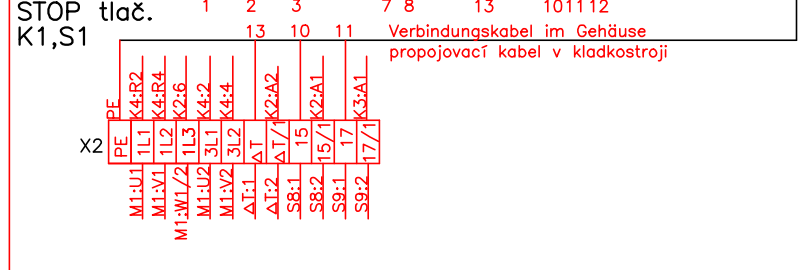 STOP tlač. 1 2 3 7 8 13 10 11 12
K1,S1 13 10 11 Verbindungskabel im Gehäuse
propojovací kabel v kladkostroji
PE K4:R2 K4:R4 K2:6 K4:2 K4:4 K2:A2 K2:A1 K3:A1
X2 PE 1L1 1L2 1L3 3L1 3L2 ΔT ΔT/1 15 15/1 17 17/1
M1:U1 M1:V1 M1:W1/2 M1:U2 M1:V2 ΔT:1 ΔT:2 S8:1 S8:2 S9:1 S9:2